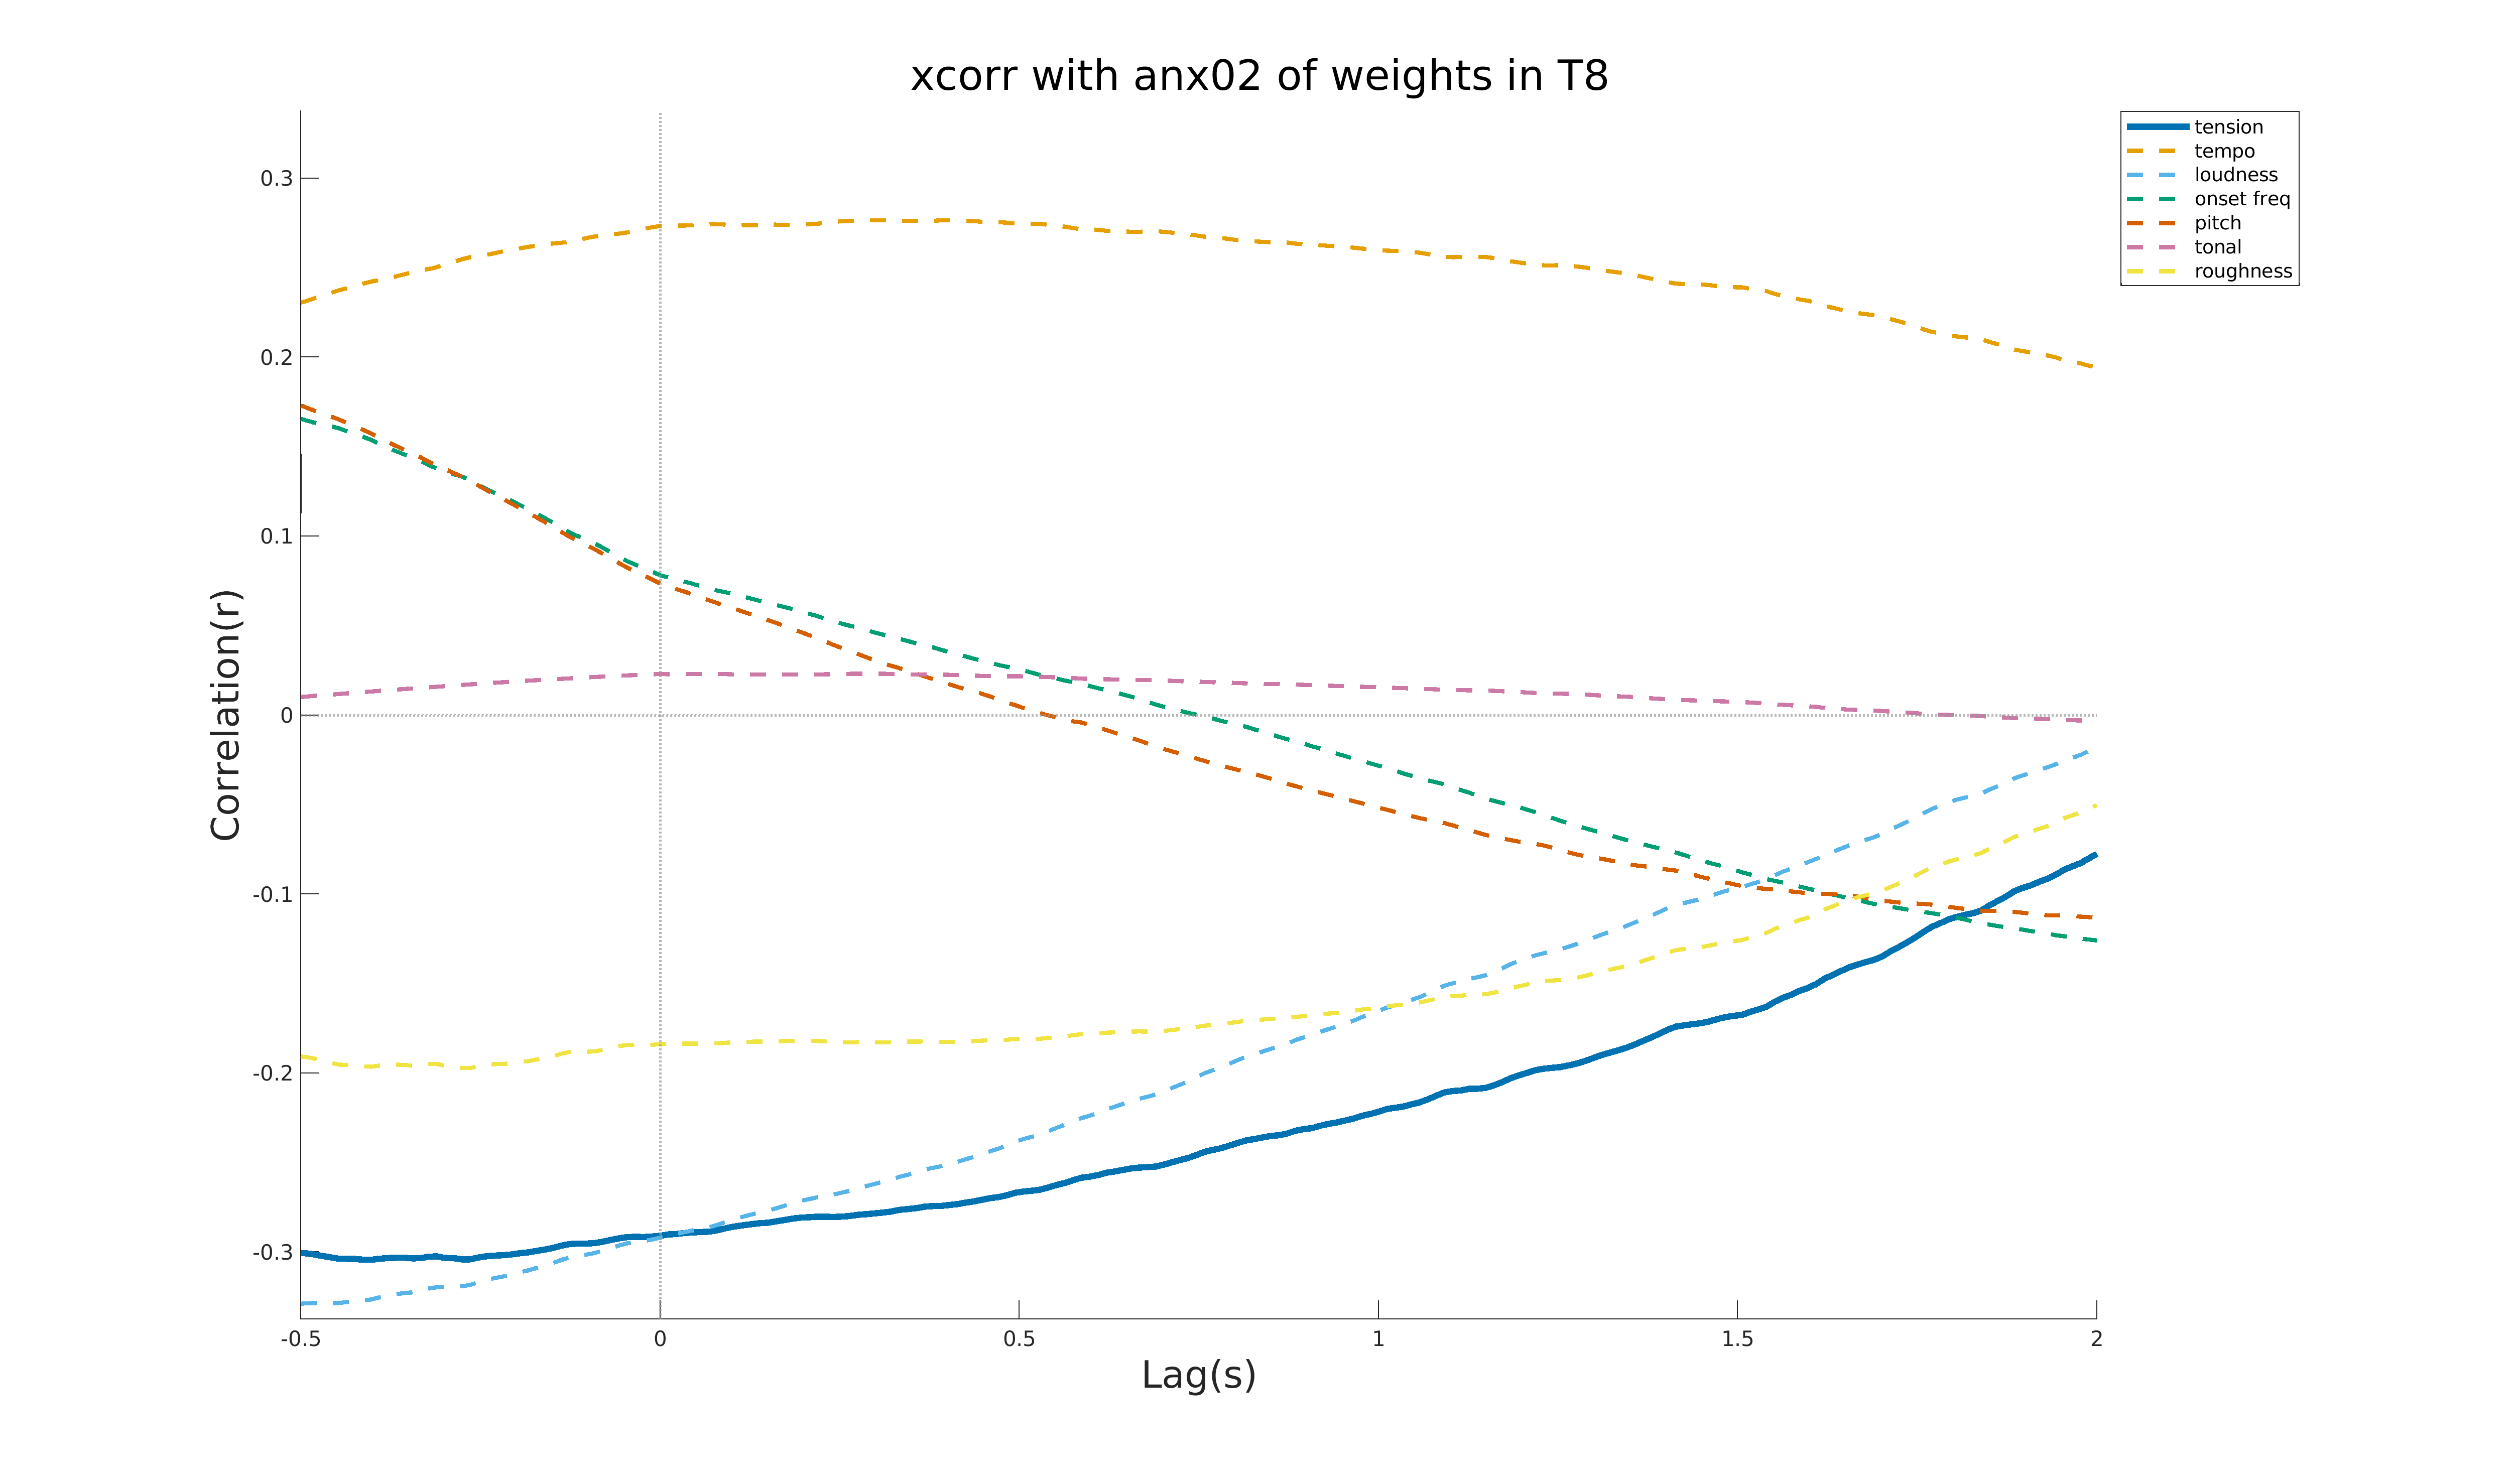 xcorr with anx02 of weights in T8
tension
tempo
loudness
onset freq
pitch
tonal
roughness
Correlation(r)
0.3
0.2
0.1
0
-0.1
-0.2
-0.3
-0.5
0
0.5
1
1.5
2
Lag(s)